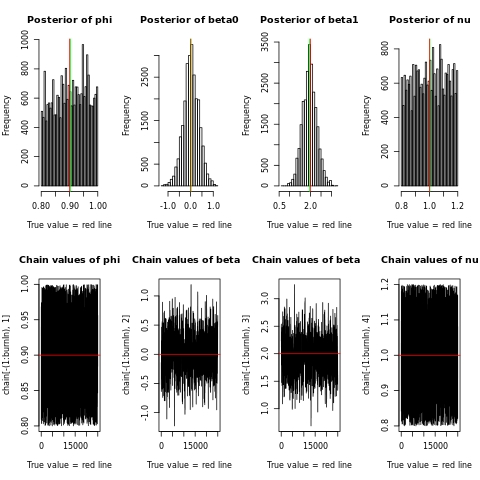 Posterior of phi
Posterior of beta0
Posterior of beta1
Posterior of nu
Frequency
0 200 400 600 800 1000
0.80 0.90 1.00
True value = red line
Frequency
0 500 1500 2500
-1.0 0.0 1.0
True value = red line
Frequency
0 500 1500 2500 3500
0.5 2.0
True value = red line
Frequency
0 200 400 600 800
0.8 1.0 1.2
True value = red line
Chain values of phi
Chain values of beta
Chain values of beta
Chain values of nu
chain[-(1:burnIn), 1]
0.80 0.85 0.90 0.95 1.00
0 15000
True value = red line
chain[-(1:burnIn), 2]
-1.0 -0.5 0.0 0.5 1.0
0 15000
True value = red line
chain[-(1:burnIn), 3]
1.0 1.5 2.0 2.5 3.0
0 15000
True value = red line
chain[-(1:burnIn), 4]
0.8 0.9 1.0 1.1 1.2
0 15000
True value = red line